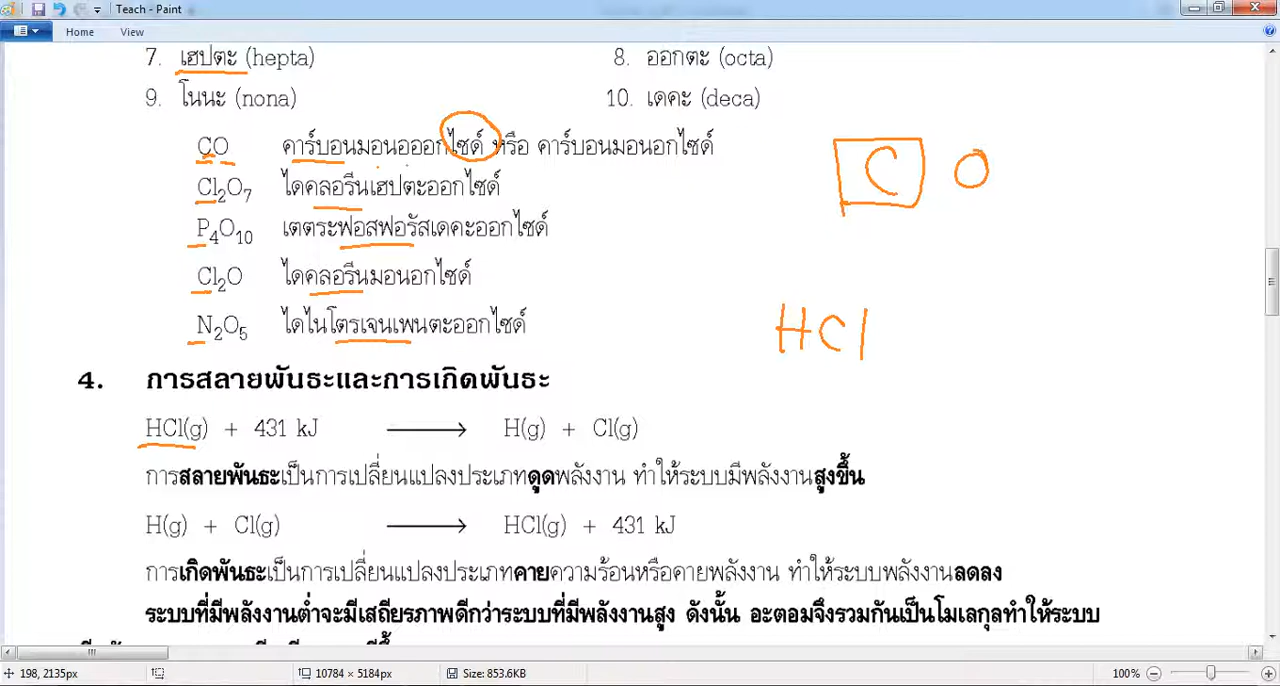 Teach - Paint
Home View
7. เฮปตะ (hepta) 8. ออกตะ (octa)
9. โนนะ (nona) 10. เดคะ (deca)
CO คาร์บอนมอนอออกไซด์ หรือ คาร์บอนมอนอกไซด์
C O
Cl2O7 ไดคลอรีนเฮปตะออกไซด์
P4O10 เตตระฟอสฟอรัสเดคะออกไซด์
Cl2O ไดคลอรีนมอนอกไซด์
N2O5 ไดไนโตรเจนเพนตะออกไซด์
HCl
4. การสลายพันธะและการเกิดพันธะ
HCl(g) + 431 kJ ⟶ H(g) + Cl(g)
การสลายพันธะเป็นการเปลี่ยนแปลงประเภทดูดพลังงาน ทำให้ระบบมีพลังงานสูงขึ้น
H(g) + Cl(g) ⟶ HCl(g) + 431 kJ
การเกิดพันธะเป็นการเปลี่ยนแปลงประเภทคายความร้อนหรือคายพลังงาน ทำให้ระบบพลังงานลดลง
ระบบที่มีพลังงานต่ำจะมีเสถียรภาพดีกว่าระบบที่มีพลังงานสูง ดังนั้น อะตอมจึงรวมกันเป็นโมเลกุลทำให้ระบบ
198, 2135px 10784 × 5184px Size: 853.6KB 100%